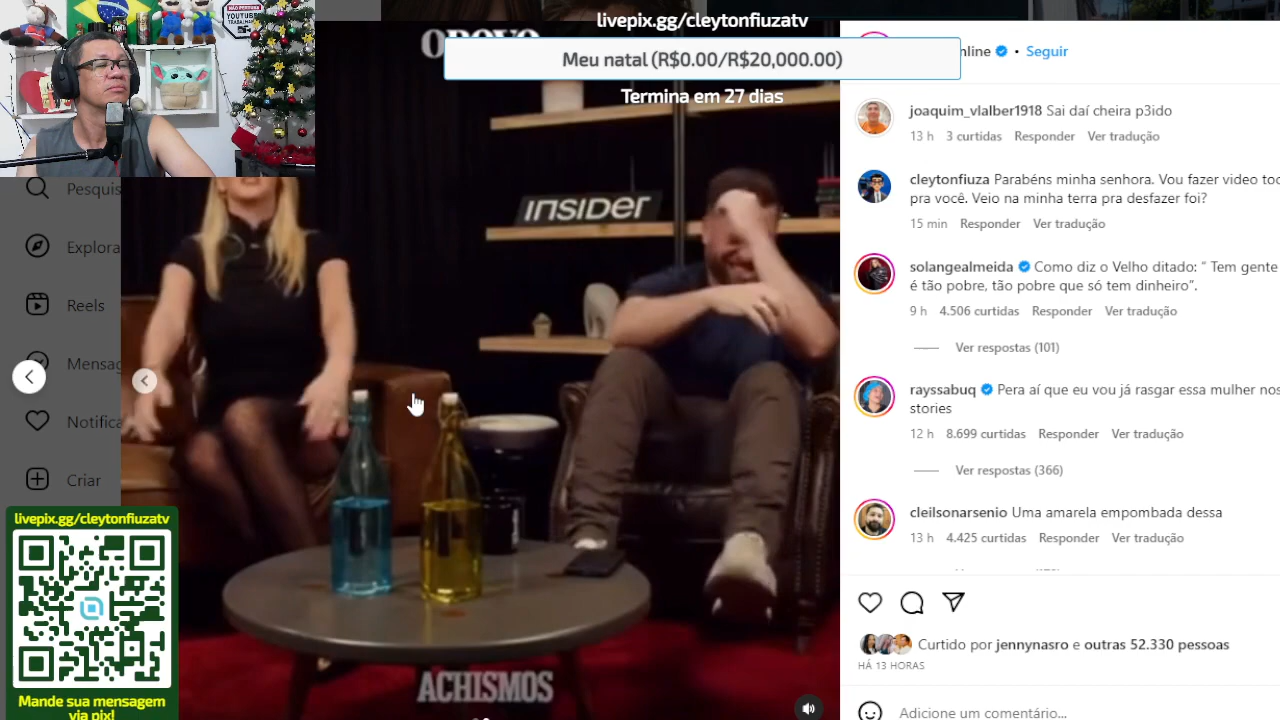 livepix.gg/cleytonfiuzatv
Meu natal (R$0.00/R$20,000.00)
Termina em 27 dias
YOUTUBE
INSIDER
Pesquis
Explora
Reels
Mensag
Notifica
Criar
livepix.gg/cleytonfiuzatv
Mande sua mensagem
via pix!
ACHISMOS
nline • Seguir
joaquim_vlalber1918 Sai daí cheira p3ido
13 h 3 curtidas Responder Ver tradução
cleytonfiuza Parabéns minha senhora. Vou fazer video too
pra você. Veio na minha terra pra desfazer foi?
15 min Responder Ver tradução
solangealmeida Como diz o Velho ditado: “ Tem gente
é tão pobre, tão pobre que só tem dinheiro”.
9 h 4.506 curtidas Responder Ver tradução
Ver respostas (101)
rayssabuq Pera aí que eu vou já rasgar essa mulher nos
stories
12 h 8.699 curtidas Responder Ver tradução
Ver respostas (366)
cleilsonarsenio Uma amarela empombada dessa
13 h 4.425 curtidas Responder Ver tradução
Curtido por jennynasro e outras 52.330 pessoas
HÁ 13 HORAS
Adicione um comentário...